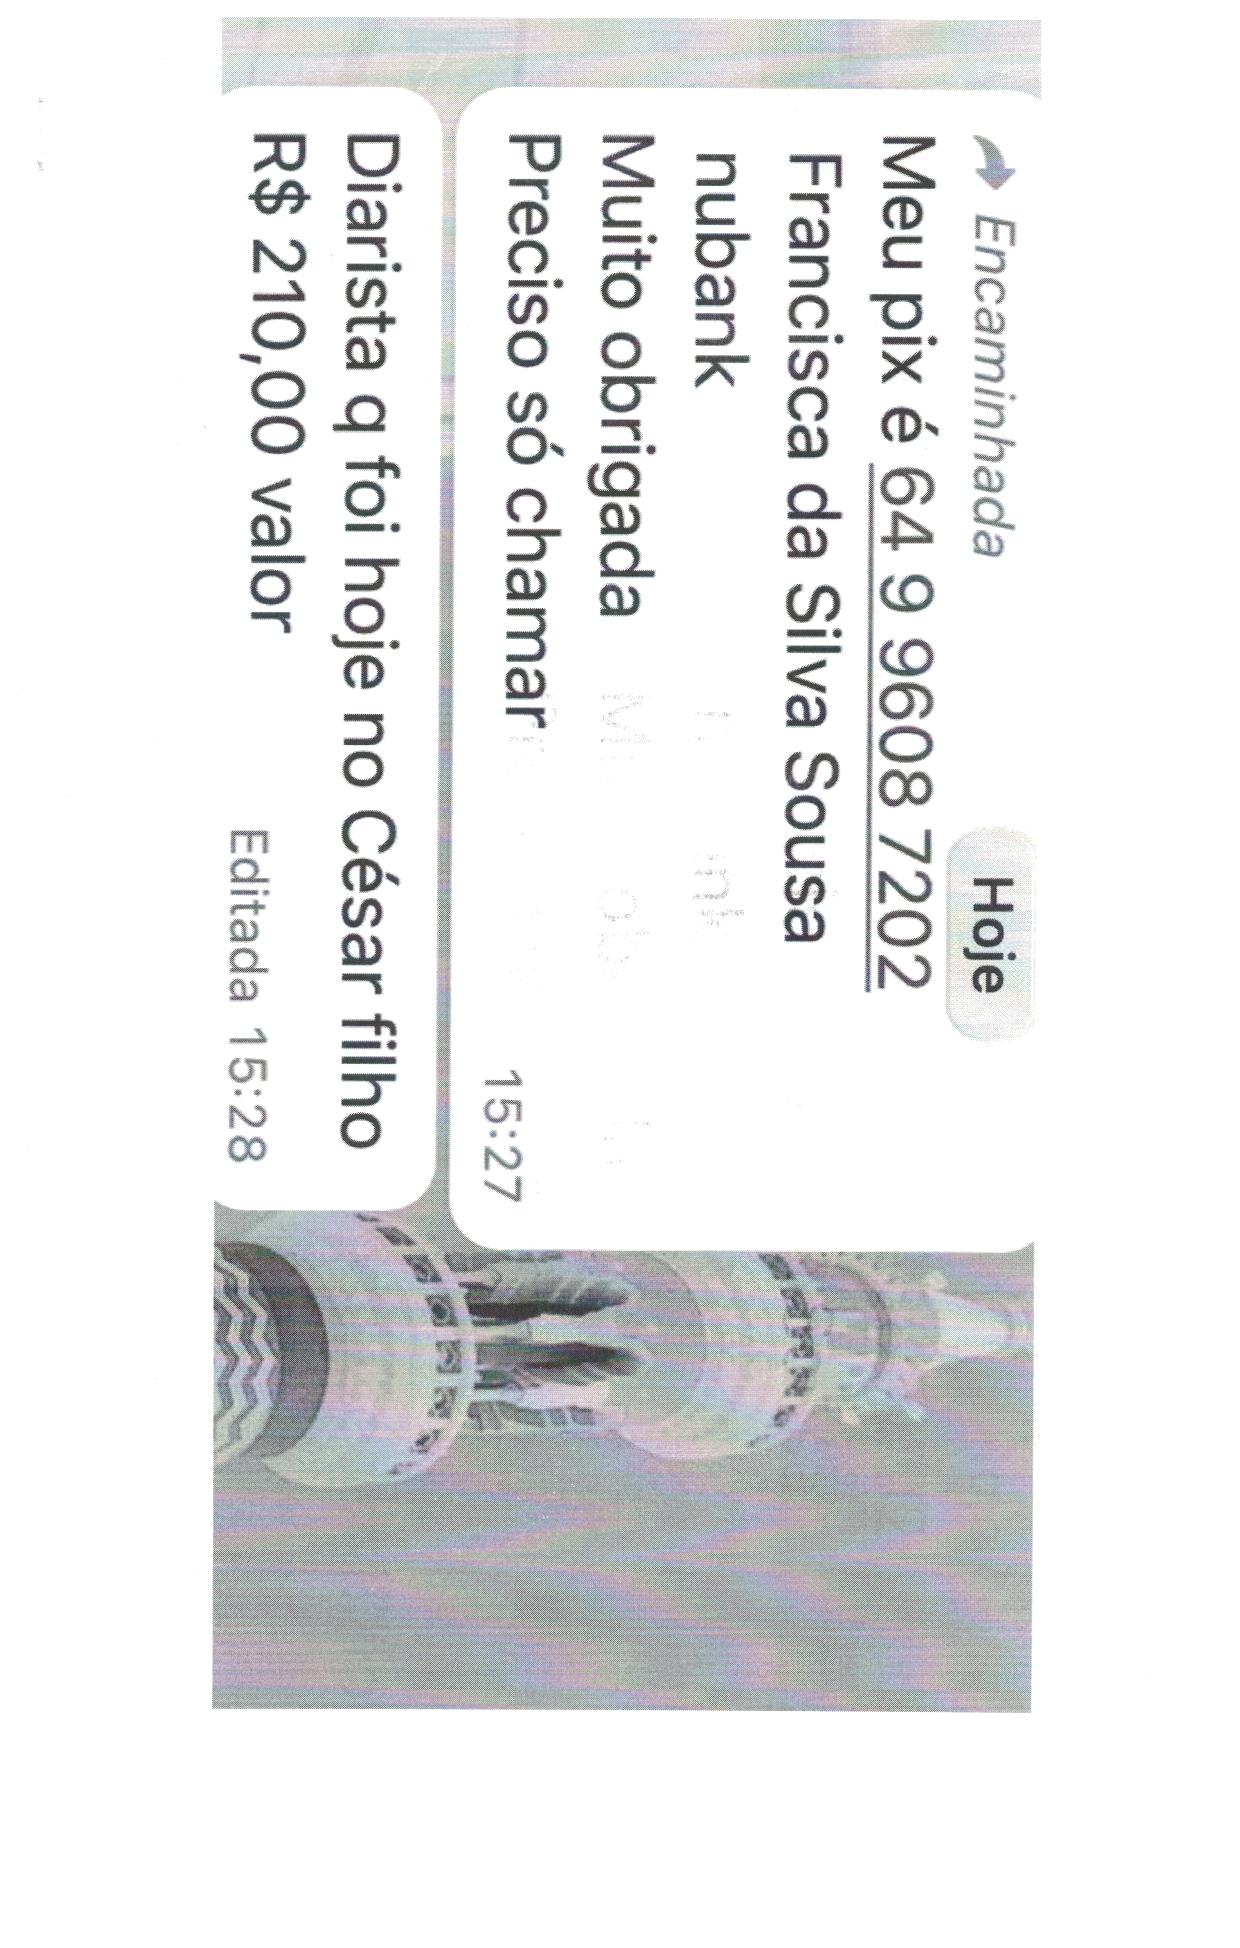 Hoje
Encaminhada
Meu pix é 64 9 9608 7202
Francisca da Silva Sousa
nubank
Muito obrigada
Preciso só chamar
15:27
Diarista q foi hoje no César filho
R$ 210,00 valor
Editada 15:28